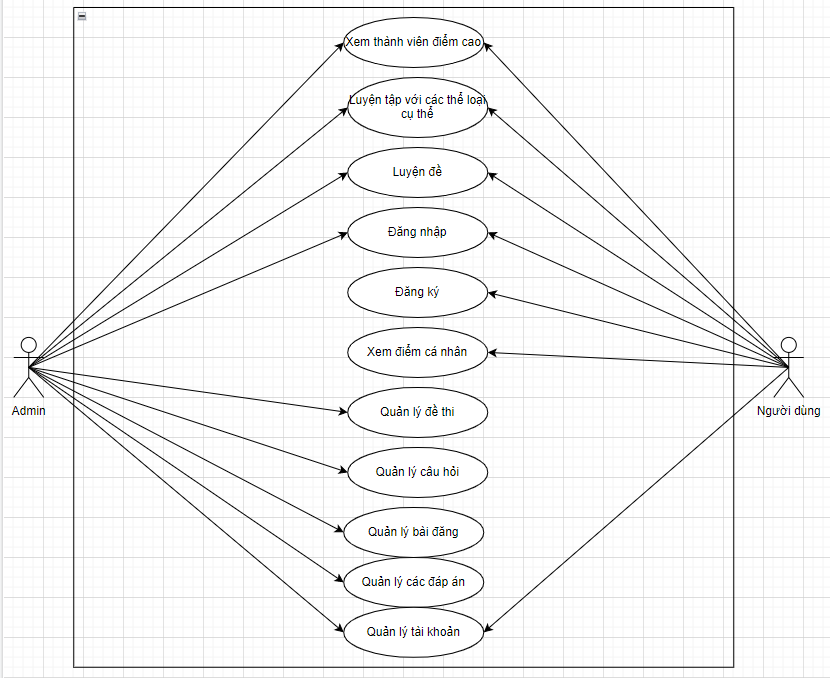 Xem thành viên điểm cao
Luyện tập với các thể loại
cụ thể
Luyện đề
Đăng nhập
Đăng ký
Xem điểm cá nhân
Quản lý đề thi
Quản lý câu hỏi
Quản lý bài đăng
Quản lý các đáp án
Quản lý tài khoản
Admin
Người dùng